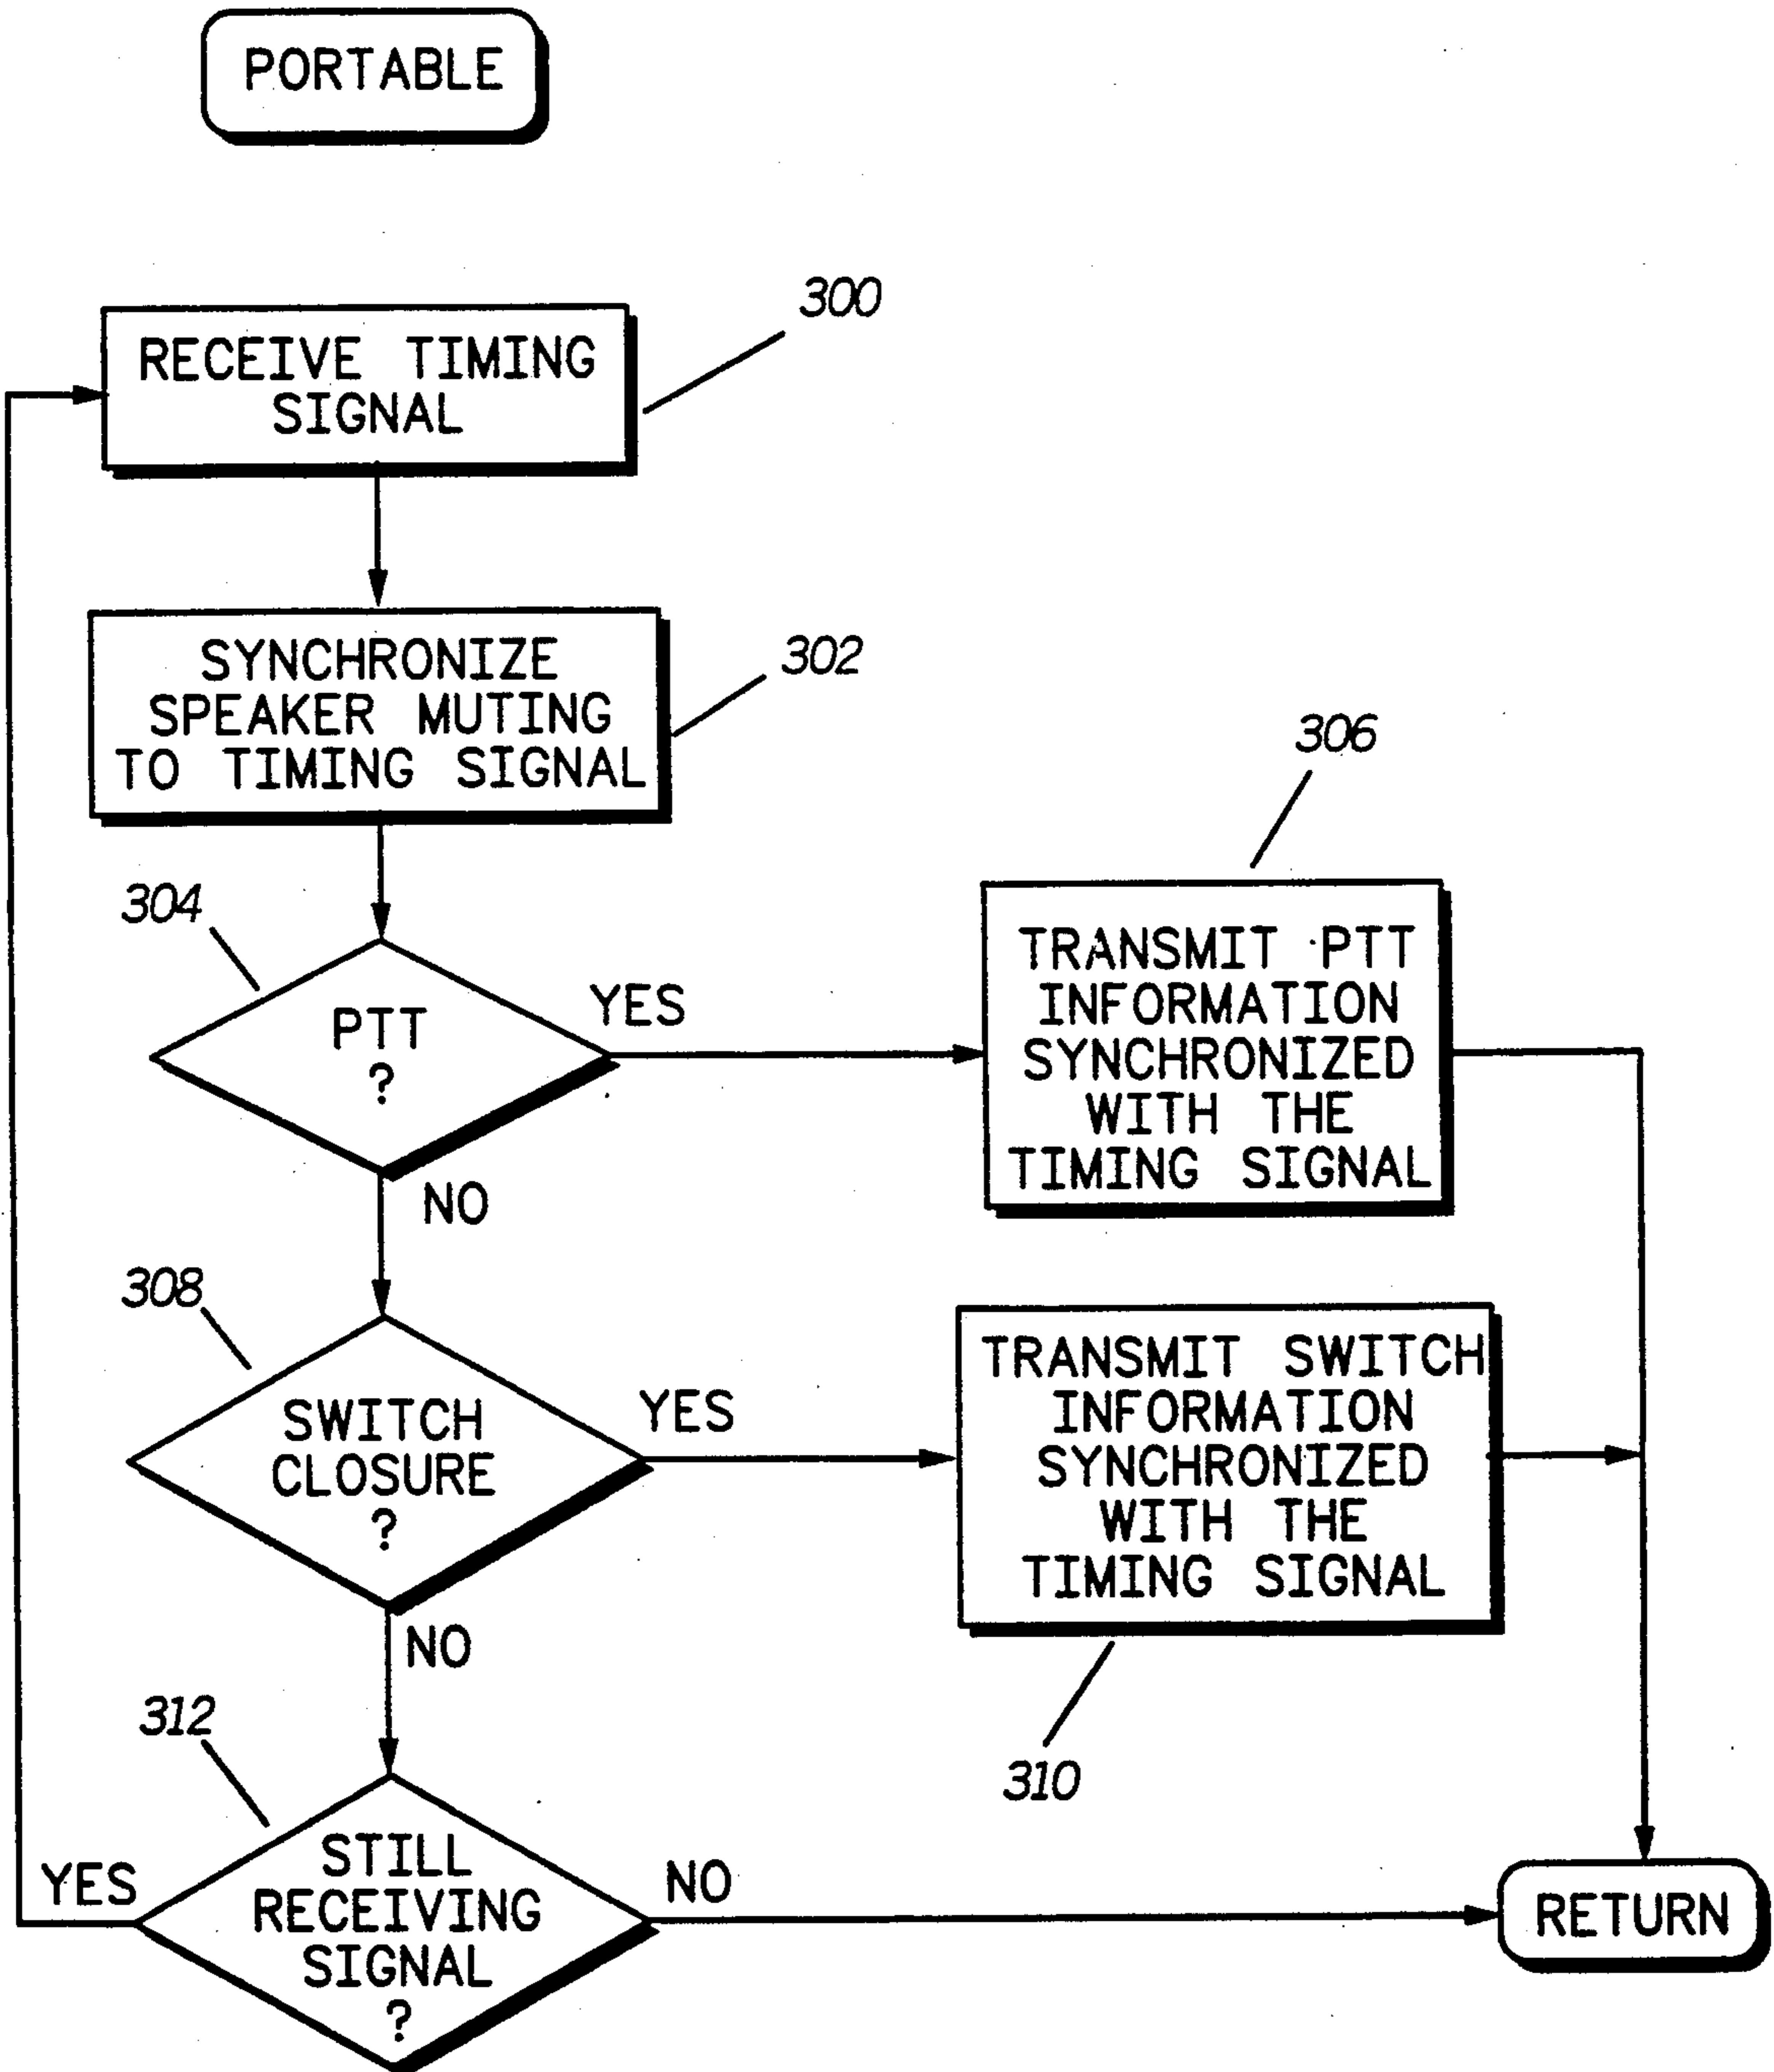 PORTABLE
300
RECEIVE TIMING
SIGNAL
302
SYNCHRONIZE
SPEAKER MUTING
TO TIMING SIGNAL
304
PTT
?
YES
NO
306
TRANSMIT PTT
INFORMATION
SYNCHRONIZED
WITH THE
TIMING SIGNAL
308
SWITCH
CLOSURE
?
YES
NO
TRANSMIT SWITCH
INFORMATION
SYNCHRONIZED
WITH THE
TIMING SIGNAL
310
312
STILL
RECEIVING
SIGNAL
?
YES
NO
RETURN